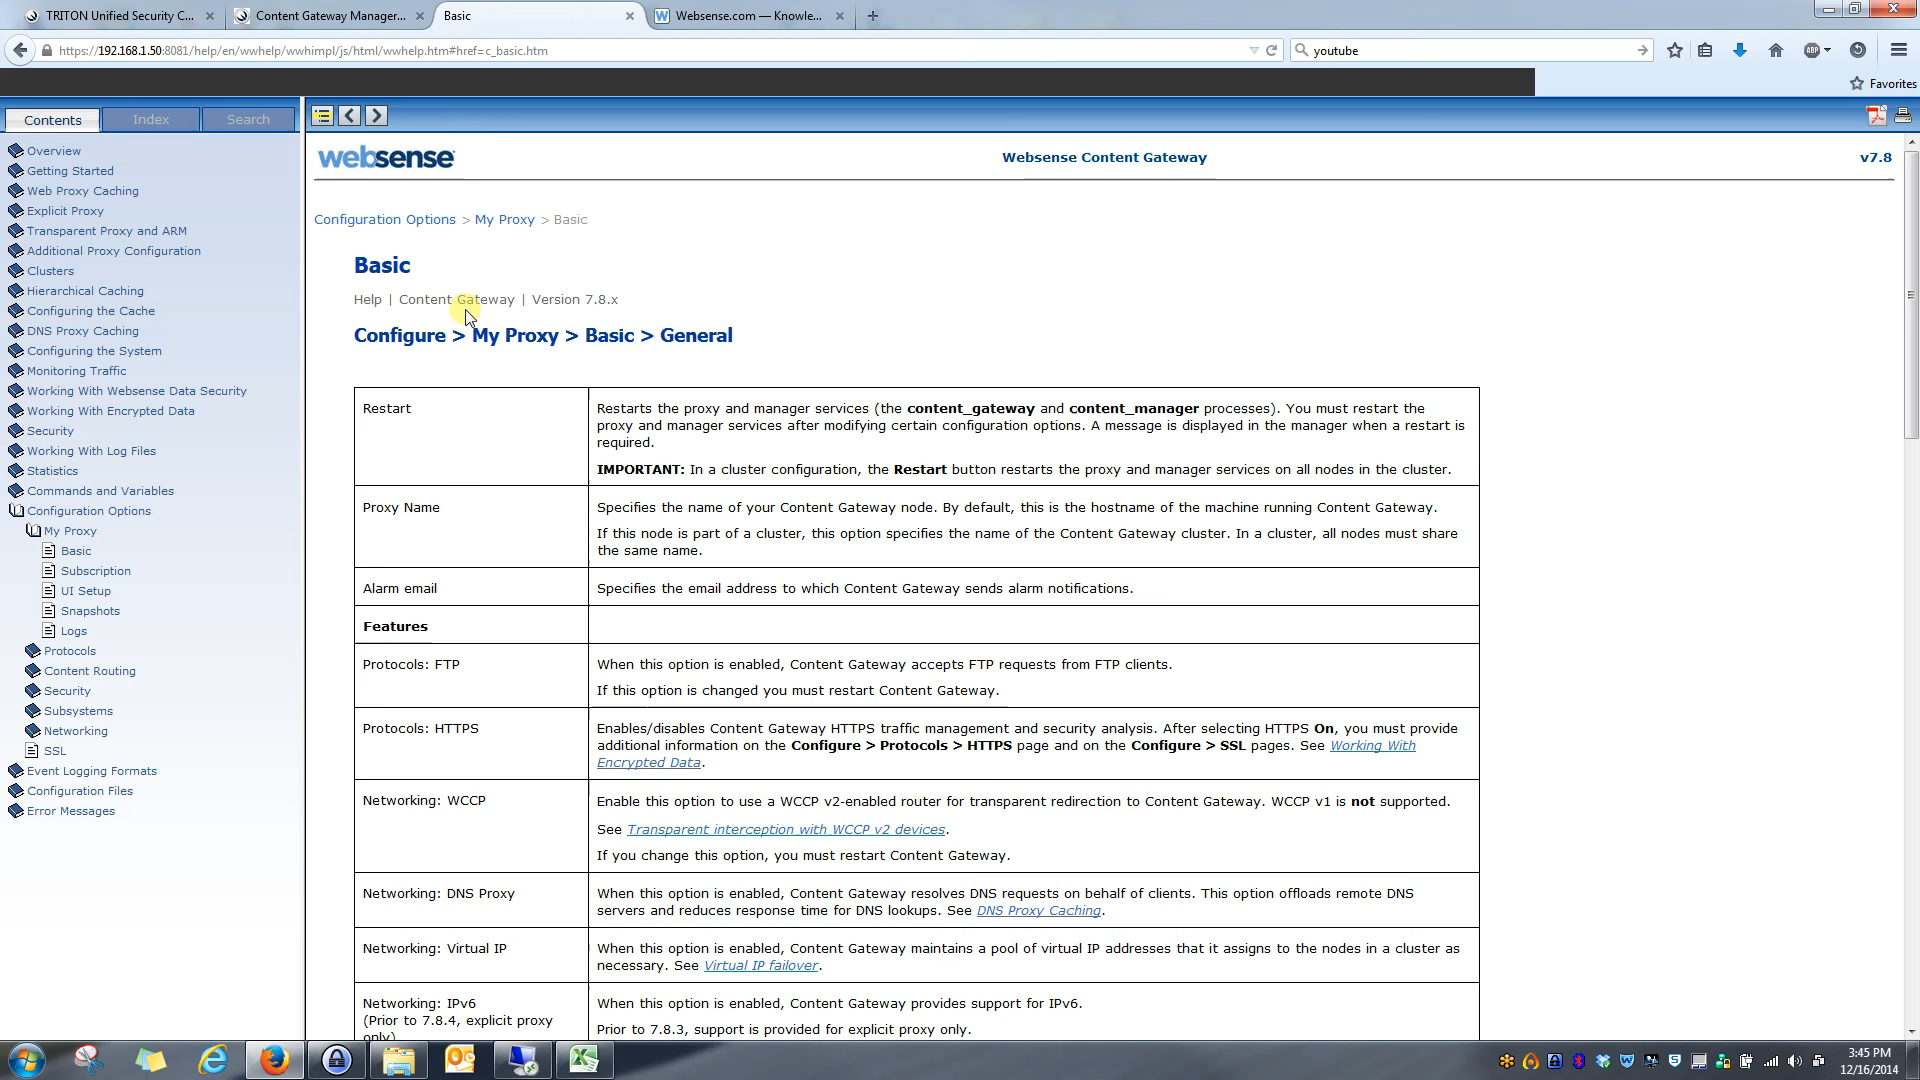 TRITON Unified Security C...
Content Gateway Manager...
Basic
Websense.com — Knowle...
https://192.168.1.50:8081/help/en/wwhelp/wwhimpl/js/html/wwhelp.htm#href=c_basic.htm
youtube
ABP
Favorites
Contents
Index
Search
Overview
Getting Started
Web Proxy Caching
Explicit Proxy
Transparent Proxy and ARM
Additional Proxy Configuration
Clusters
Hierarchical Caching
Configuring the Cache
DNS Proxy Caching
Configuring the System
Monitoring Traffic
Working With Websense Data Security
Working With Encrypted Data
Security
Working With Log Files
Statistics
Commands and Variables
Configuration Options
My Proxy
Basic
Subscription
UI Setup
Snapshots
Logs
Protocols
Content Routing
Security
Subsystems
Networking
SSL
Event Logging Formats
Configuration Files
Error Messages
websense
Websense Content Gateway
v7.8
Configuration Options > My Proxy > Basic
Basic
Help | Content Gateway | Version 7.8.x
Configure > My Proxy > Basic > General
Restart
Restarts the proxy and manager services (the content_gateway and content_manager processes). You must restart the
proxy and manager services after modifying certain configuration options. A message is displayed in the manager when a restart is
required.
IMPORTANT: In a cluster configuration, the Restart button restarts the proxy and manager services on all nodes in the cluster.
Proxy Name
Specifies the name of your Content Gateway node. By default, this is the hostname of the machine running Content Gateway.
If this node is part of a cluster, this option specifies the name of the Content Gateway cluster. In a cluster, all nodes must share
the same name.
Alarm email
Specifies the email address to which Content Gateway sends alarm notifications.
Features
Protocols: FTP
When this option is enabled, Content Gateway accepts FTP requests from FTP clients.
If this option is changed you must restart Content Gateway.
Protocols: HTTPS
Enables/disables Content Gateway HTTPS traffic management and security analysis. After selecting HTTPS On, you must provide
additional information on the Configure > Protocols > HTTPS page and on the Configure > SSL pages. See Working With
Encrypted Data.
Networking: WCCP
Enable this option to use a WCCP v2-enabled router for transparent redirection to Content Gateway. WCCP v1 is not supported.
See Transparent interception with WCCP v2 devices.
If you change this option, you must restart Content Gateway.
Networking: DNS Proxy
When this option is enabled, Content Gateway resolves DNS requests on behalf of clients. This option offloads remote DNS
servers and reduces response time for DNS lookups. See DNS Proxy Caching.
Networking: Virtual IP
When this option is enabled, Content Gateway maintains a pool of virtual IP addresses that it assigns to the nodes in a cluster as
necessary. See Virtual IP failover.
Networking: IPv6
(Prior to 7.8.4, explicit proxy
only)
When this option is enabled, Content Gateway provides support for IPv6.
Prior to 7.8.3, support is provided for explicit proxy only.
3:45 PM
12/16/2014